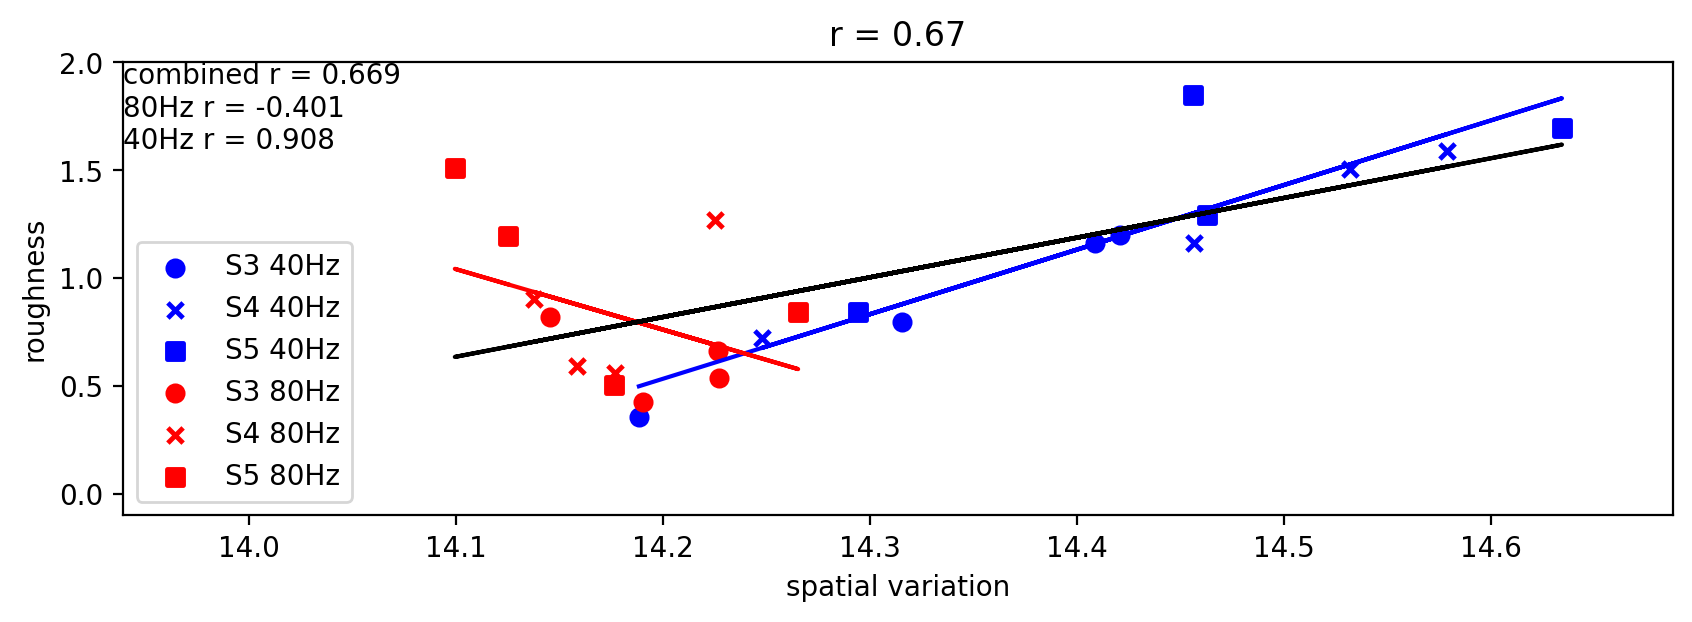 r = 0.67
combined r = 0.669
80Hz r = -0.401
40Hz r = 0.908
2.0
1.5
1.0
0.5
0.0
roughness
S3 40Hz
S4 40Hz
S5 40Hz
S3 80Hz
S4 80Hz
S5 80Hz
14.0 14.1 14.2 14.3 14.4 14.5 14.6
spatial variation